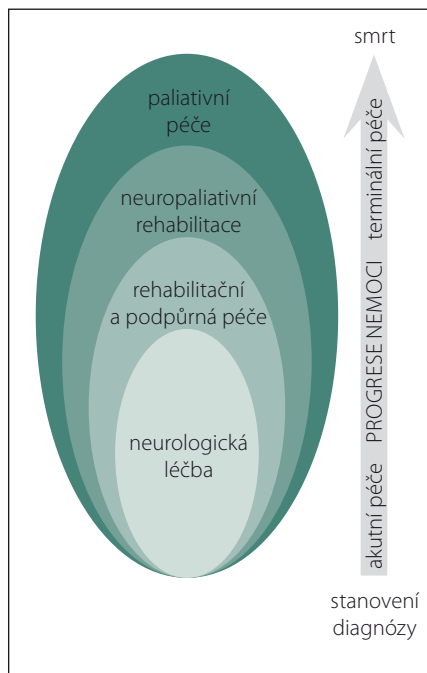 smrt
paliativní
péče
neuropaliativní
rehabilitace
rehabilitační
a podpůrná péče
neurologická
léčba
akutní péče PROGRESE NEMOCI terminální péče
stanovení
diagnózy